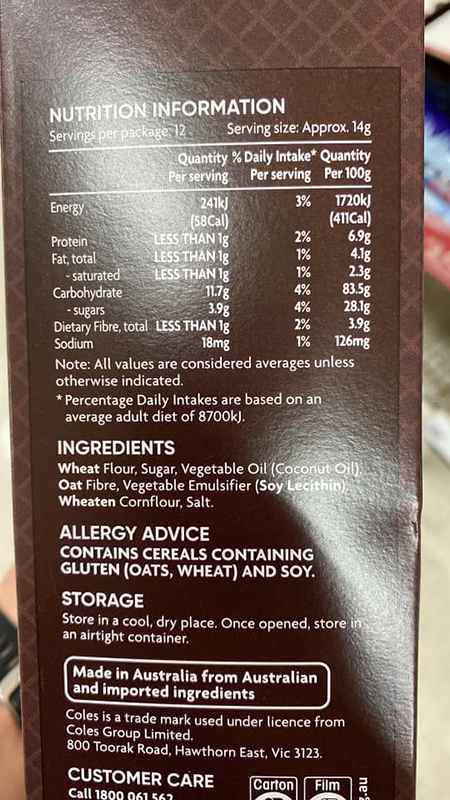 NUTRITION INFORMATION
Servings per package: 12 Serving size: Approx. 14g
Quantity % Daily Intake* Quantity
Per serving Per serving Per 100g
Energy 241kJ 3% 1720kJ
(58Cal) (411Cal)
Protein LESS THAN 1g 2% 6.9g
Fat, total LESS THAN 1g 1% 4.1g
- saturated LESS THAN 1g 1% 2.3g
Carbohydrate 11.7g 4% 83.5g
- sugars 3.9g 4% 28.1g
Dietary Fibre, total LESS THAN 1g 2% 3.9g
Sodium 18mg 1% 126mg
Note: All values are considered averages unless
otherwise indicated.
* Percentage Daily Intakes are based on an
average adult diet of 8700kJ.
INGREDIENTS
Wheat Flour, Sugar, Vegetable Oil (Coconut Oil),
Oat Fibre, Vegetable Emulsifier (Soy Lecithin),
Wheaten Cornflour, Salt.
ALLERGY ADVICE
CONTAINS CEREALS CONTAINING
GLUTEN (OATS, WHEAT) AND SOY.
STORAGE
Store in a cool, dry place. Once opened, store in
an airtight container.
Made in Australia from Australian
and imported ingredients
Coles is a trade mark used under licence from
Coles Group Limited.
800 Toorak Road, Hawthorn East, Vic 3123.
CUSTOMER CARE
Call 1800 061 562
Carton Film
.au